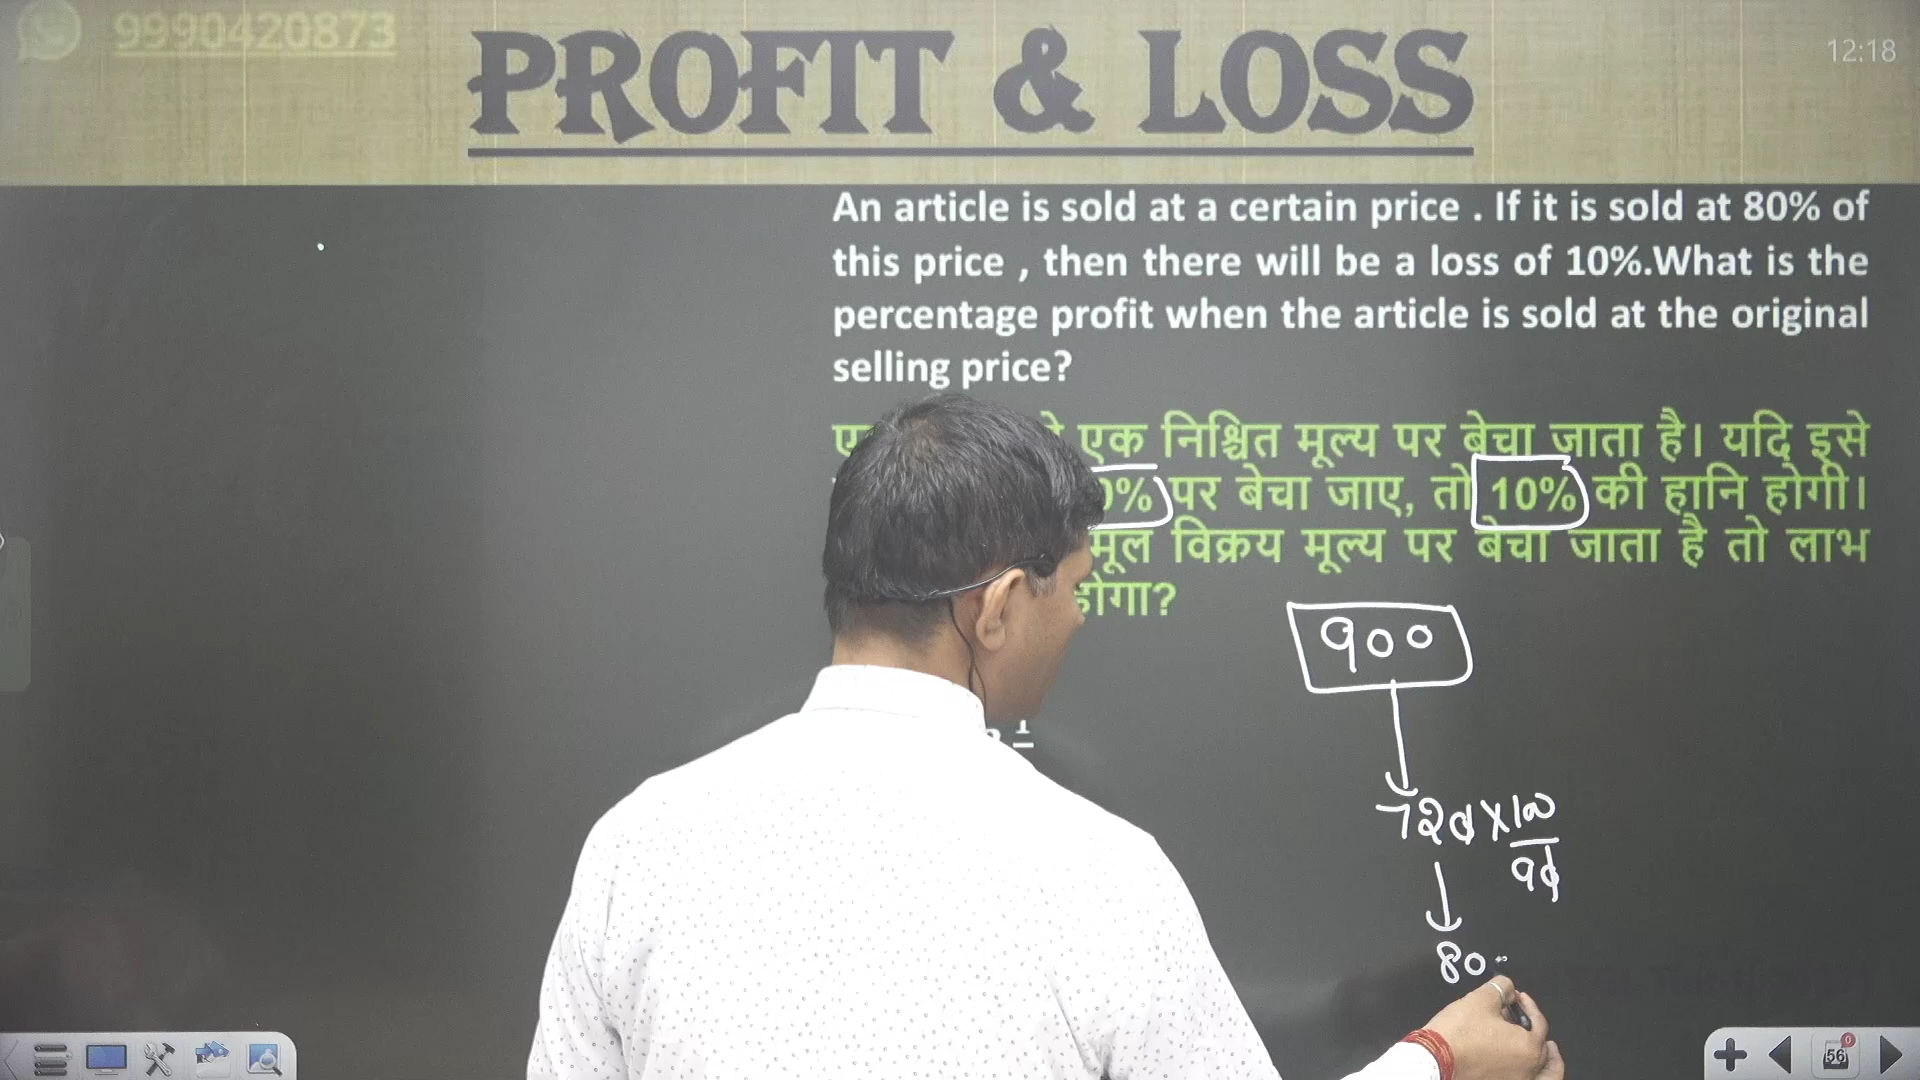 9990420873
PROFIT & LOSS
12:18
An article is sold at a certain price . If it is sold at 80% of
this price , then there will be a loss of 10%.What is the
percentage profit when the article is sold at the original
selling price?
एक निश्चित मूल्य पर बेचा जाता है। यदि इसे
0% पर बेचा जाए, तो 10% की हानि होगी।
मूल विक्रय मूल्य पर बेचा जाता है तो लाभ
होगा?
900
720 x 100
90
80
56